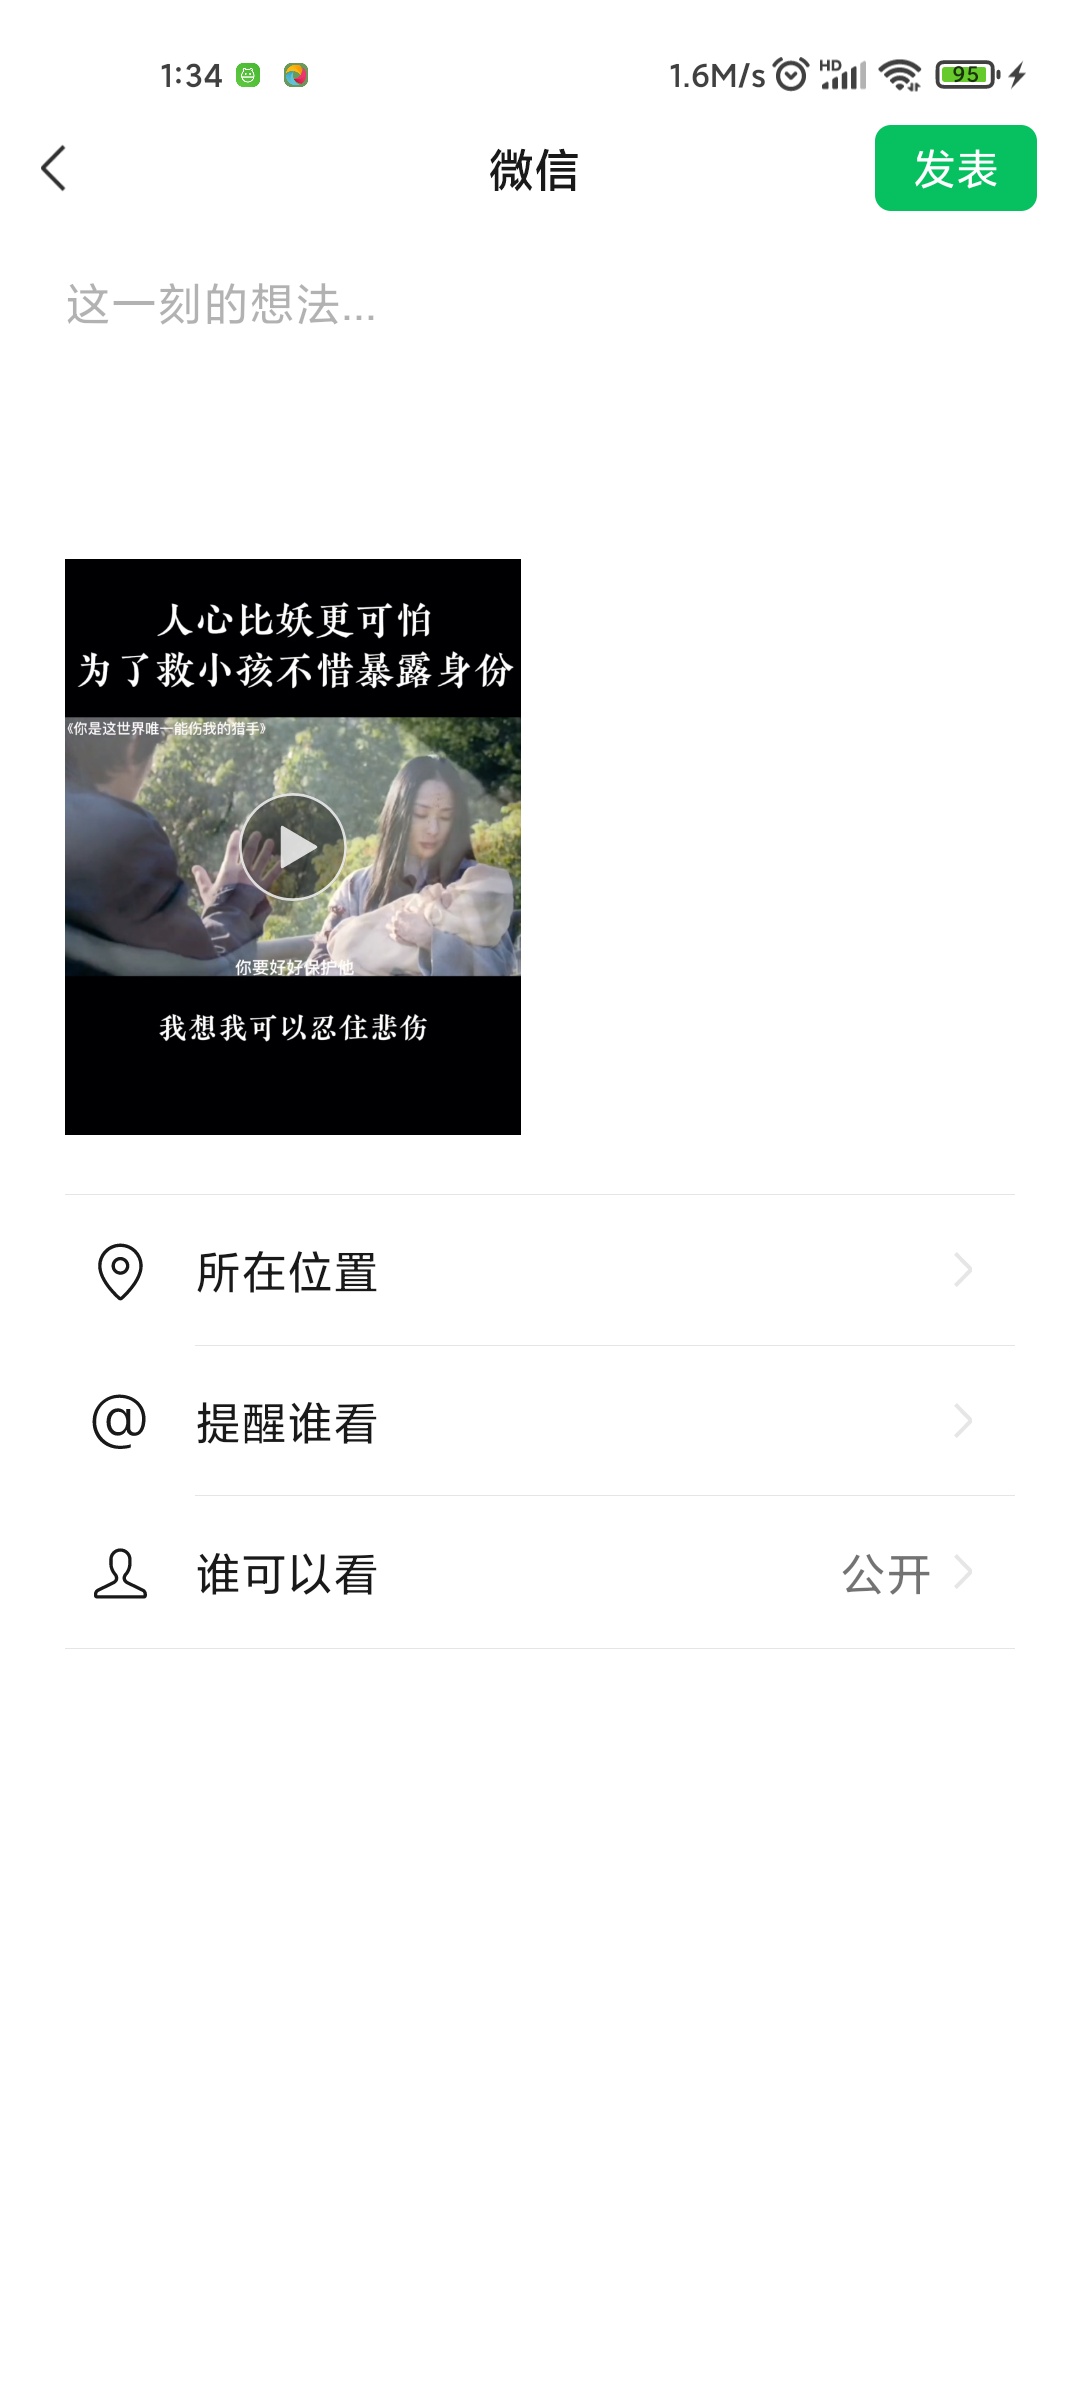 1:34
1.6M/s HD 95
微信
发表
这一刻的想法...
人心比妖更可怕
为了救小孩不惜暴露身份
《你是这世界唯一能伤我的猎手》
你要好好保护他
我想我可以忍住悲伤
所在位置
@ 提醒谁看
谁可以看 公开